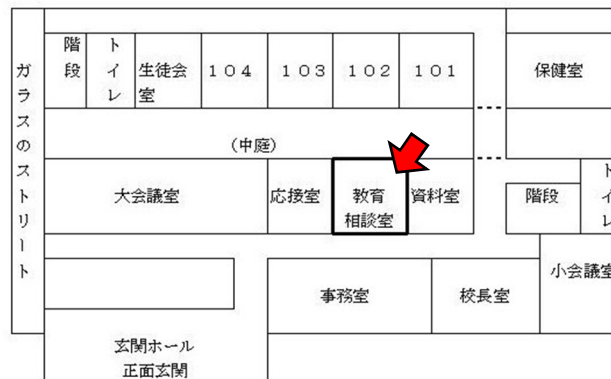 ガラスのストリート
階段
トイレ
生徒会
室
１０４
１０３
１０２
１０１
保健室
（中庭）
大会議室
応接室
教育
相談室
資料室
階段
トイレ
小会議室
事務室
校長室
玄関ホール
正面玄関